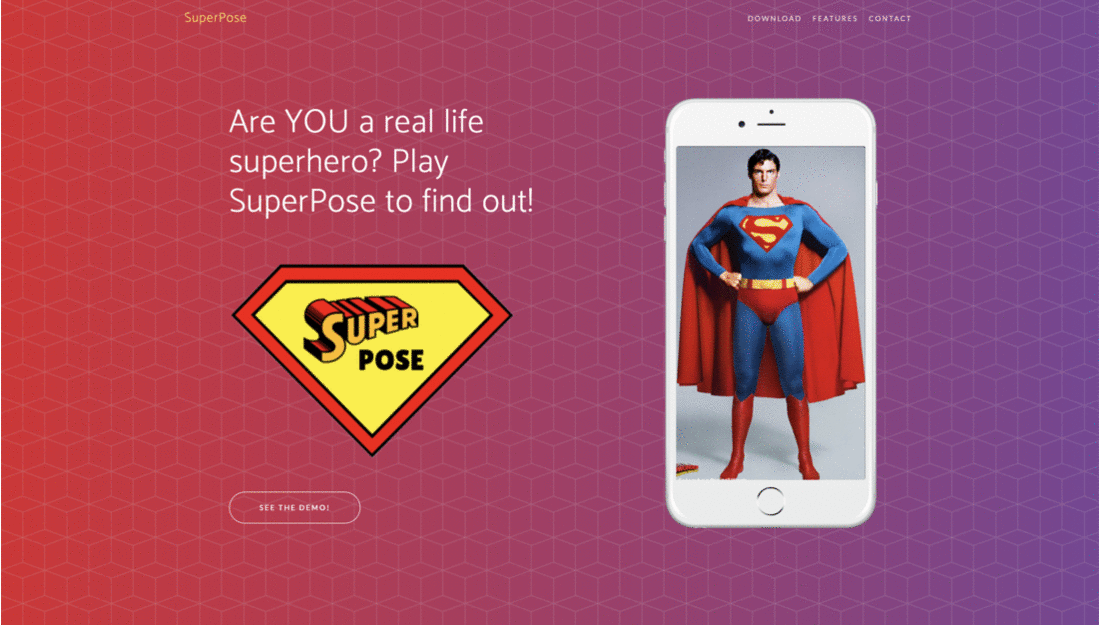 SuperPose
DOWNLOAD FEATURES CONTACT
Are YOU a real life
superhero? Play
SuperPose to find out!
SUPER
POSE
SEE THE DEMO!
S